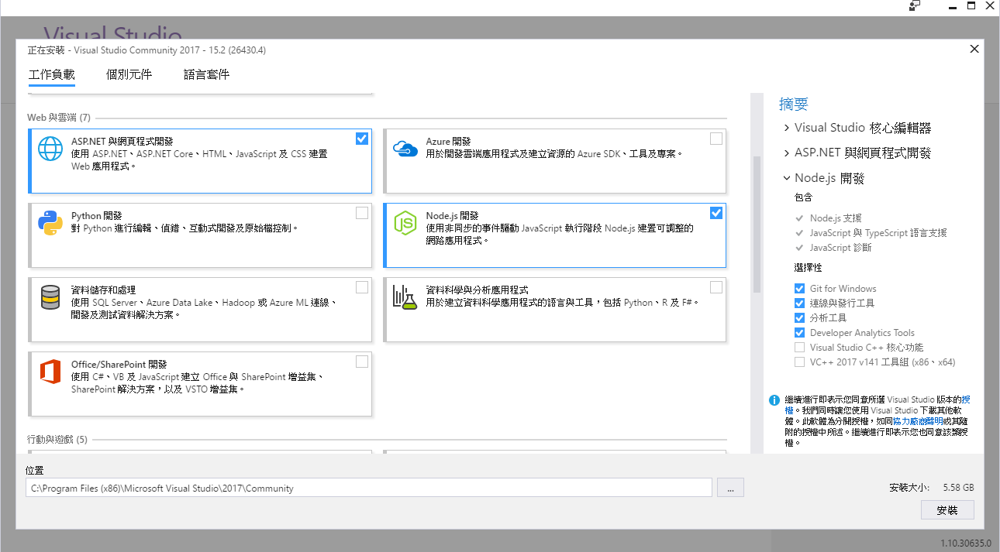 Visual Studio
正在安裝 - Visual Studio Community 2017 - 15.2 (26430.4)
工作負載
個別元件
語言套件
Web 與雲端 (7)
ASP.NET 與網頁程式開發
使用 ASP.NET、ASP.NET Core、HTML、JavaScript 及 CSS 建置
Web 應用程式。
Azure 開發
用於開發雲端應用程式及建立資源的 Azure SDK、工具及專案。
Python 開發
對 Python 進行編輯、偵錯、互動式開發及原始檔控制。
Node.js 開發
使用非同步的事件驅動 JavaScript 執行階段 Node.js 建置可調整的
網路應用程式。
資料儲存和處理
使用 SQL Server、Azure Data Lake、Hadoop 或 Azure ML 連線、
開發及測試資料解決方案。
資料科學與分析應用程式
用於建立資料科學應用程式的語言與工具，包括 Python、R 及 F#。
Office/SharePoint 開發
使用 C#、VB 及 JavaScript 建立 Office 與 SharePoint 增益集、
SharePoint 解決方案，以及 VSTO 增益集。
行動與遊戲 (5)
摘要
Visual Studio 核心編輯器
ASP.NET 與網頁程式開發
Node.js 開發
包含
Node.js 支援
JavaScript 與 TypeScript 語言支援
JavaScript 診斷
選擇性
Git for Windows
連線與發行工具
分析工具
Developer Analytics Tools
Visual Studio C++ 核心功能
VC++ 2017 v141 工具組 (x86、x64)
繼續進行即表示您同意所選 Visual Studio 版本的授
權。我們同時讓您使用 Visual Studio 下載其他軟
體。此軟體為分開授權，如同協力廠商聲明或其隨
附的授權中所述。繼續進行即表示您也同意該類授
權。
位置
C:\Program Files (x86)\Microsoft Visual Studio\2017\Community
...
安裝大小: 5.58 GB
安裝
1.10.30635.0